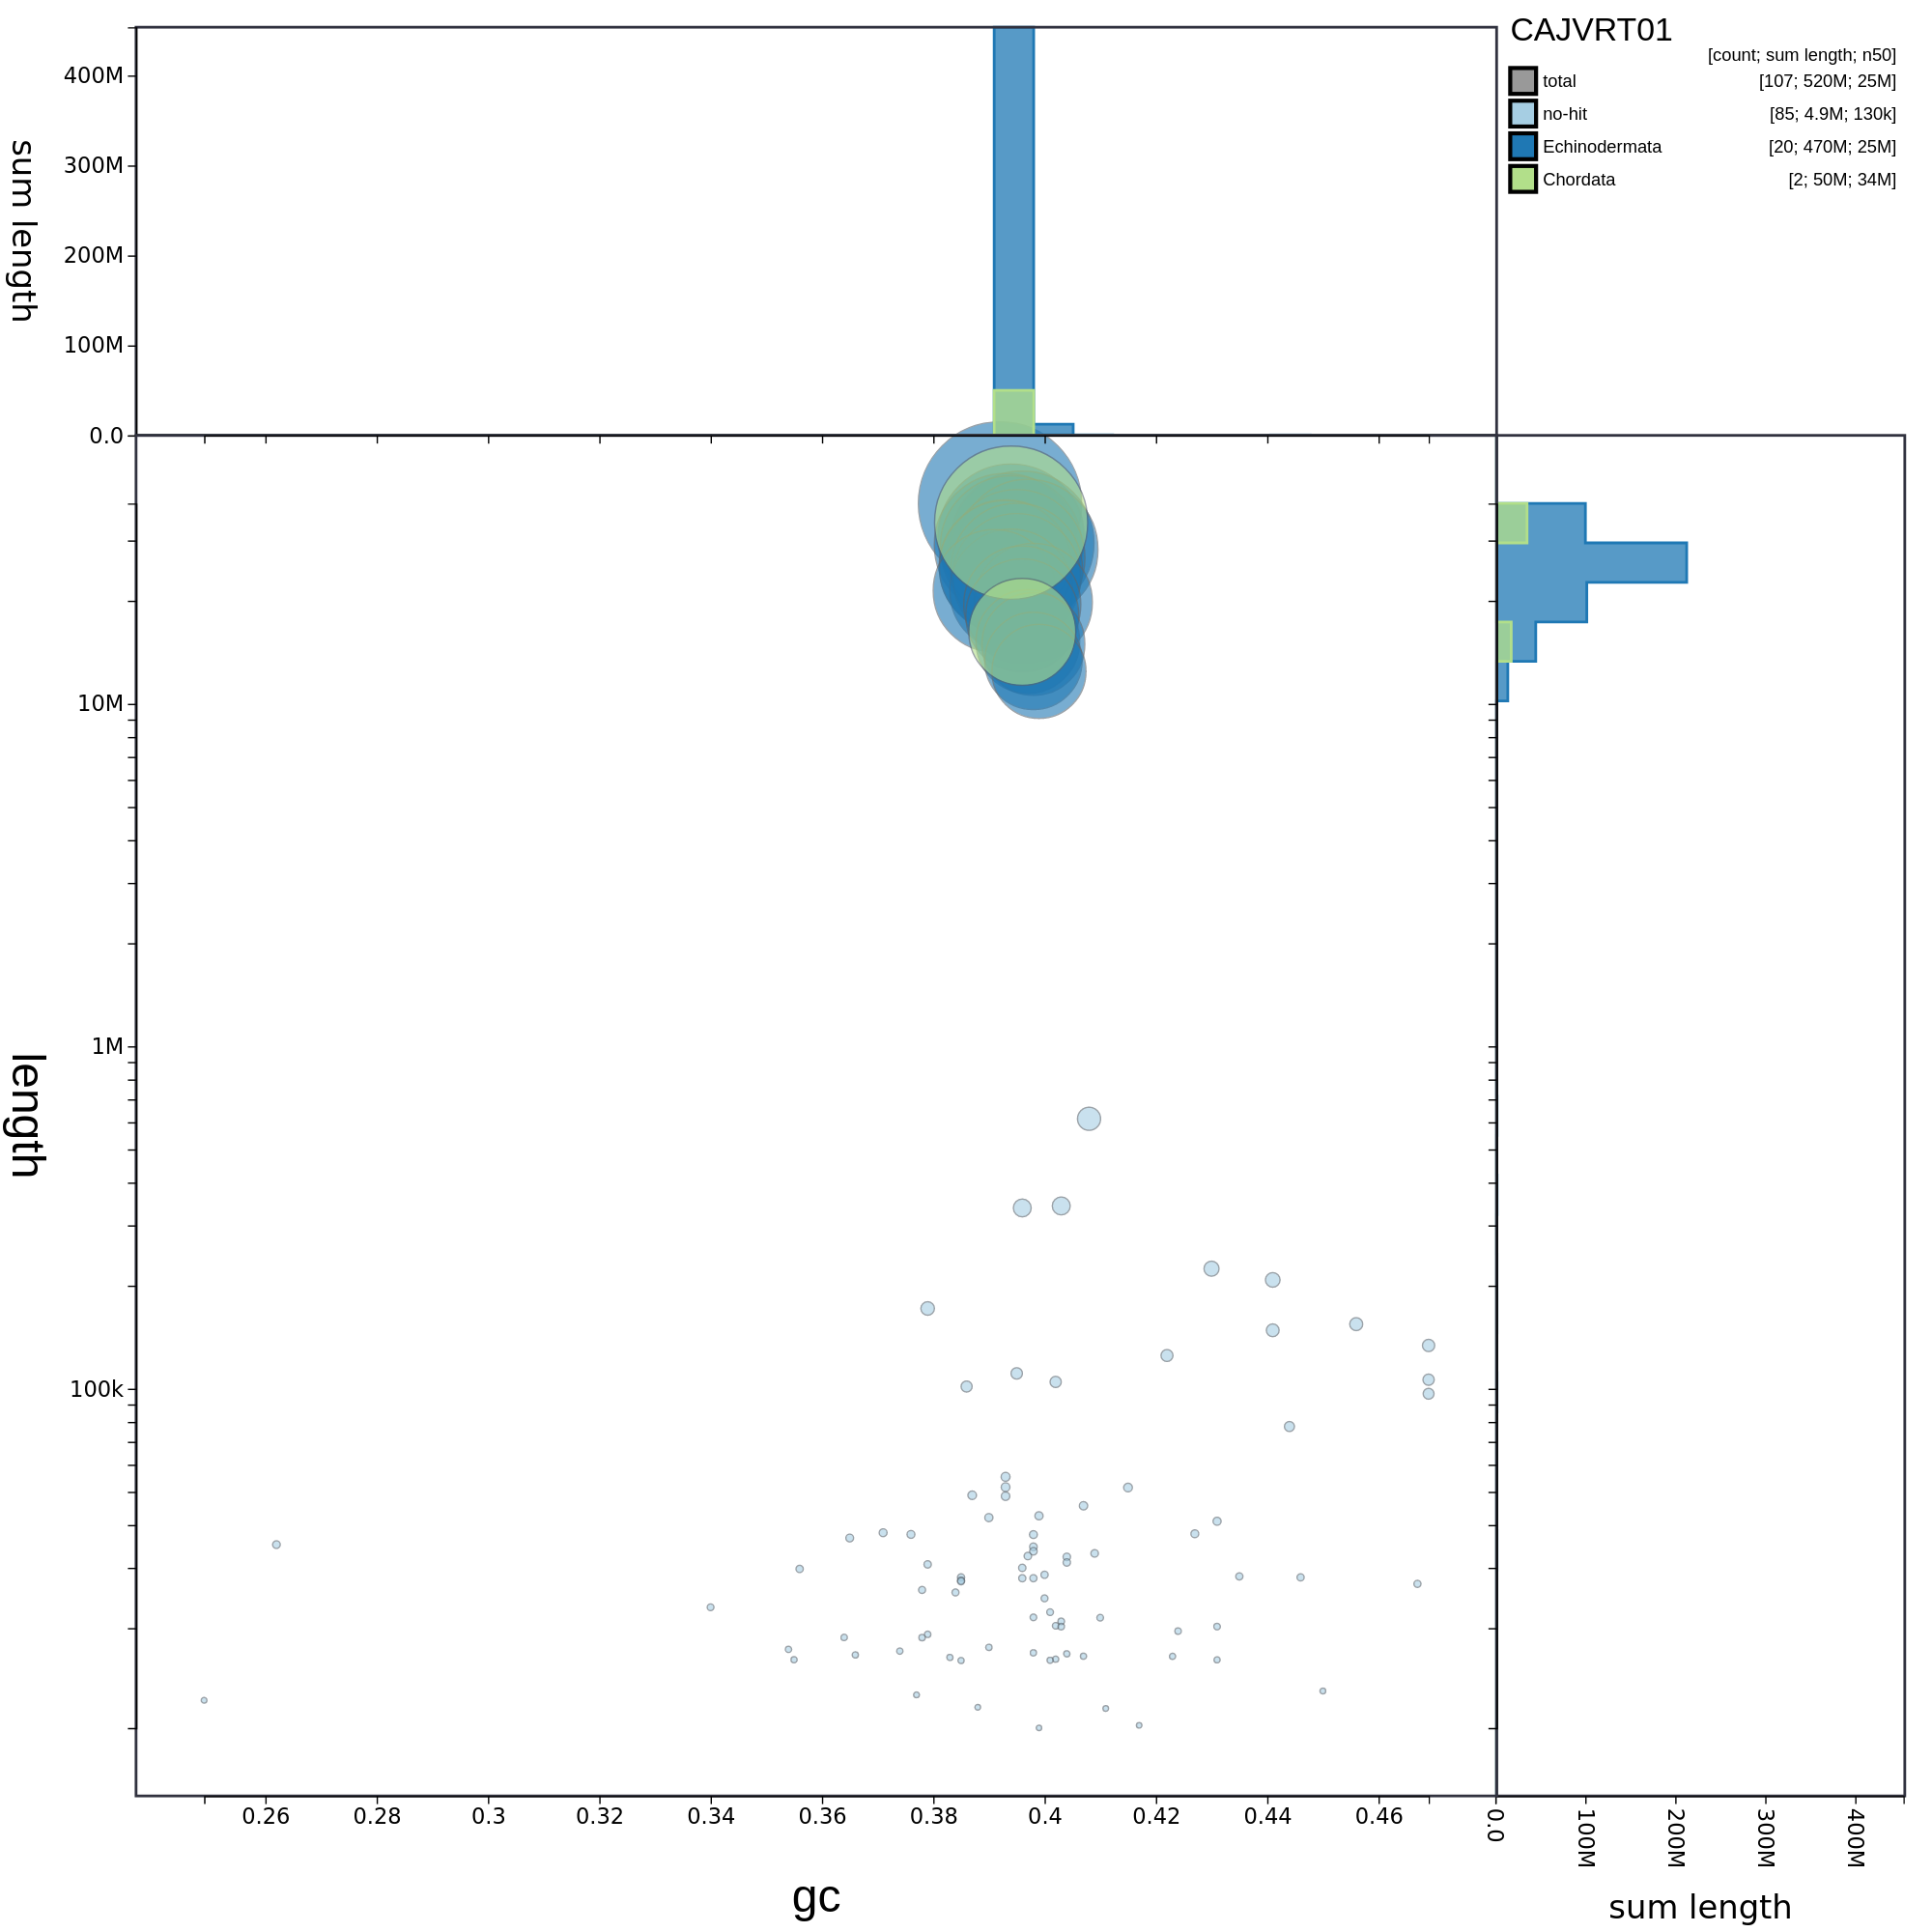 CAJVRT01
[count; sum length; n50]
total [107; 520M; 25M]
no-hit [85; 4.9M; 130k]
Echinodermata [20; 470M; 25M]
Chordata [2; 50M; 34M]
sum length
400M
300M
200M
100M
0.0
length
10M
1M
100k
0.26 0.28 0.3 0.32 0.34 0.36 0.38 0.4 0.42 0.44 0.46
gc
0.0 100M 200M 300M 400M
sum length